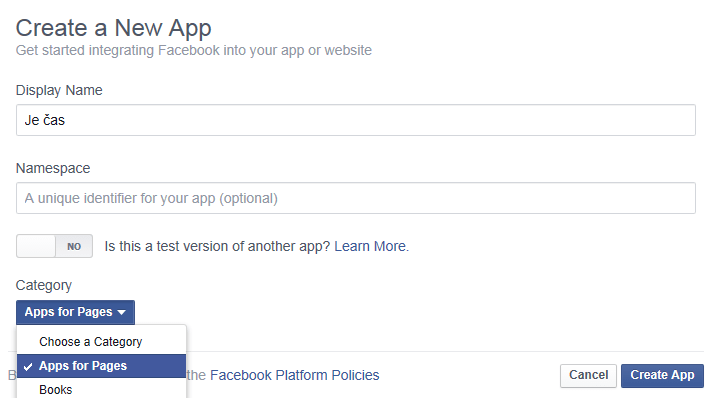 Create a New App
Get started integrating Facebook into your app or website
Display Name
Je čas
Namespace
A unique identifier for your app (optional)
NO Is this a test version of another app? Learn More.
Category
Apps for Pages
Choose a Category
Apps for Pages
the Facebook Platform Policies
Cancel Create App
Books